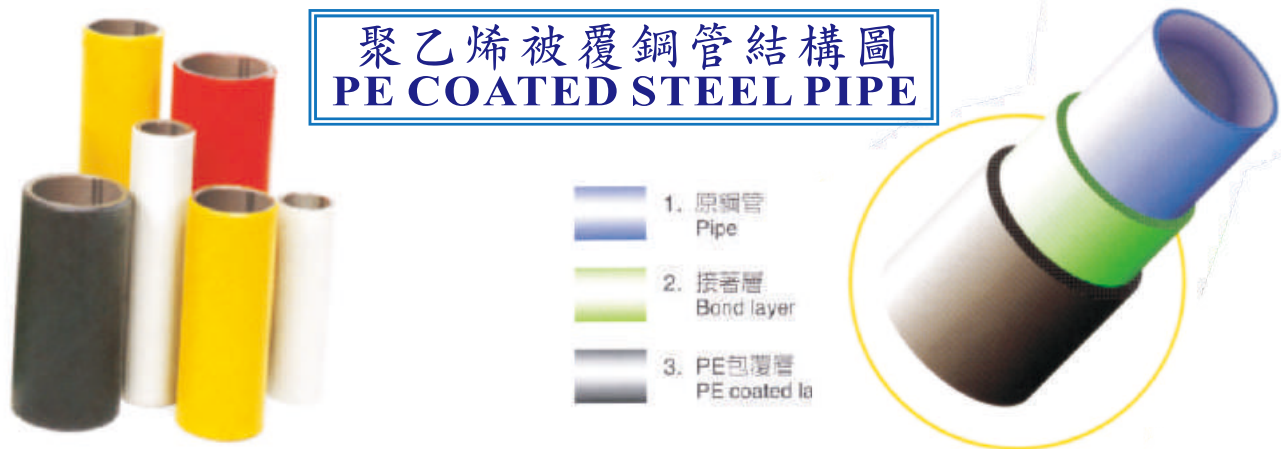 聚乙烯被覆鋼管結構圖
PE COATED STEEL PIPE
1. 原鋼管
Pipe
2. 接著層
Bond layer
3. PE包覆層
PE coated la